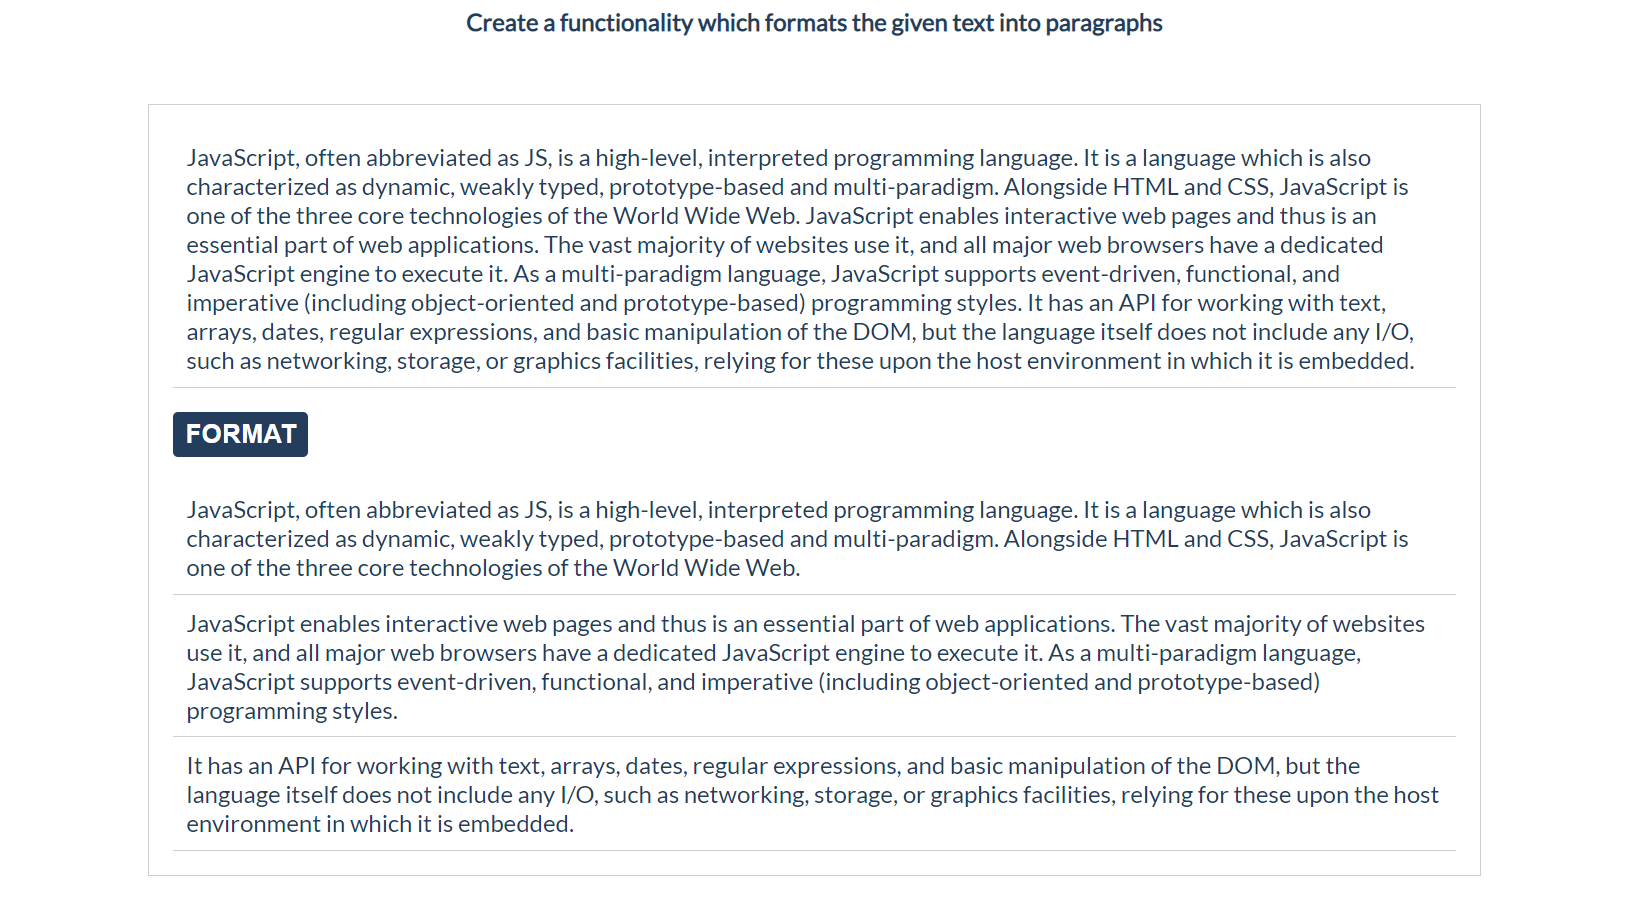 Create a functionality which formats the given text into paragraphs
JavaScript, often abbreviated as JS, is a high-level, interpreted programming language. It is a language which is also
characterized as dynamic, weakly typed, prototype-based and multi-paradigm. Alongside HTML and CSS, JavaScript is
one of the three core technologies of the World Wide Web. JavaScript enables interactive web pages and thus is an
essential part of web applications. The vast majority of websites use it, and all major web browsers have a dedicated
JavaScript engine to execute it. As a multi-paradigm language, JavaScript supports event-driven, functional, and
imperative (including object-oriented and prototype-based) programming styles. It has an API for working with text,
arrays, dates, regular expressions, and basic manipulation of the DOM, but the language itself does not include any I/O,
such as networking, storage, or graphics facilities, relying for these upon the host environment in which it is embedded.
FORMAT
JavaScript, often abbreviated as JS, is a high-level, interpreted programming language. It is a language which is also
characterized as dynamic, weakly typed, prototype-based and multi-paradigm. Alongside HTML and CSS, JavaScript is
one of the three core technologies of the World Wide Web.
JavaScript enables interactive web pages and thus is an essential part of web applications. The vast majority of websites
use it, and all major web browsers have a dedicated JavaScript engine to execute it. As a multi-paradigm language,
JavaScript supports event-driven, functional, and imperative (including object-oriented and prototype-based)
programming styles.
It has an API for working with text, arrays, dates, regular expressions, and basic manipulation of the DOM, but the
language itself does not include any I/O, such as networking, storage, or graphics facilities, relying for these upon the host
environment in which it is embedded.